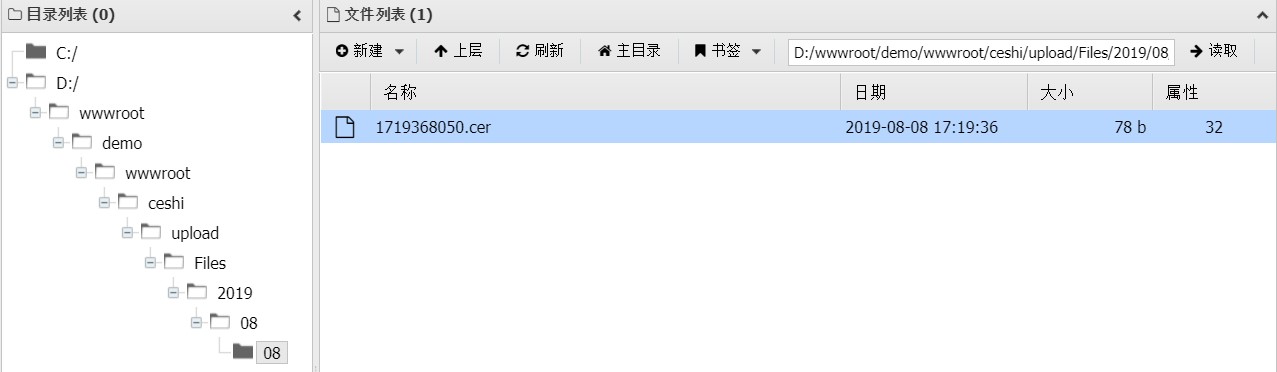 目录列表 (0)
C:/
D:/
wwwroot
demo
wwwroot
ceshi
upload
Files
2019
08
08
文件列表 (1)
新建 上层 刷新 主目录 书签 D:/wwwroot/demo/wwwroot/ceshi/upload/Files/2019/08 读取
名称 日期 大小 属性
1719368050.cer 2019-08-08 17:19:36 78 b 32